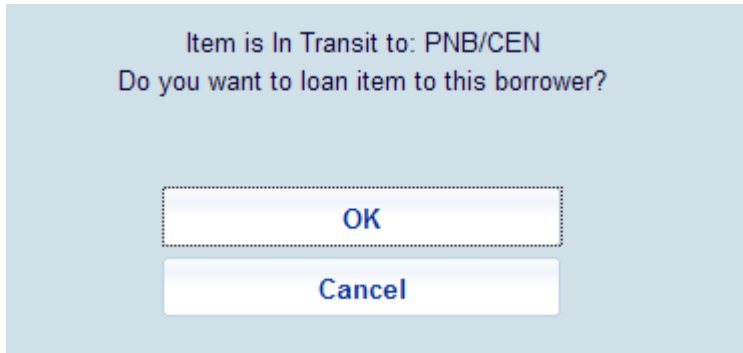 Item is In Transit to: PNB/CEN
Do you want to loan item to this borrower?
OK
Cancel